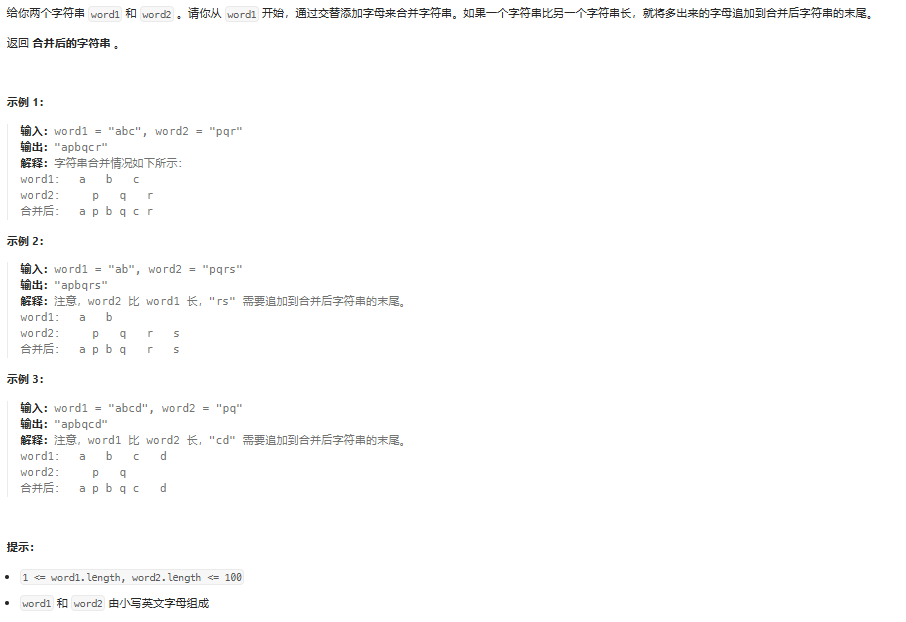 给你两个字符串 word1 和 word2 。请你从 word1 开始，通过交替添加字母来合并字符串。如果一个字符串比另一个字符串长，就将多出来的字母追加到合并后字符串的末尾。
返回 合并后的字符串 。
示例 1：
输入：word1 = "abc", word2 = "pqr"
输出："apbqcr"
解释：字符串合并情况如下所示：
word1:  a   b   c
word2:    p   q   r
合并后:  a p b q c r
示例 2：
输入：word1 = "ab", word2 = "pqrs"
输出："apbqrs"
解释：注意，word2 比 word1 长，"rs" 需要追加到合并后字符串的末尾。
word1:  a   b
word2:    p   q   r   s
合并后:  a p b q   r   s
示例 3：
输入：word1 = "abcd", word2 = "pq"
输出："apbqcd"
解释：注意，word1 比 word2 长，"cd" 需要追加到合并后字符串的末尾。
word1:  a   b   c   d
word2:    p   q
合并后:  a p b q c   d
提示：
• 1 <= word1.length, word2.length <= 100
• word1 和 word2 由小写英文字母组成